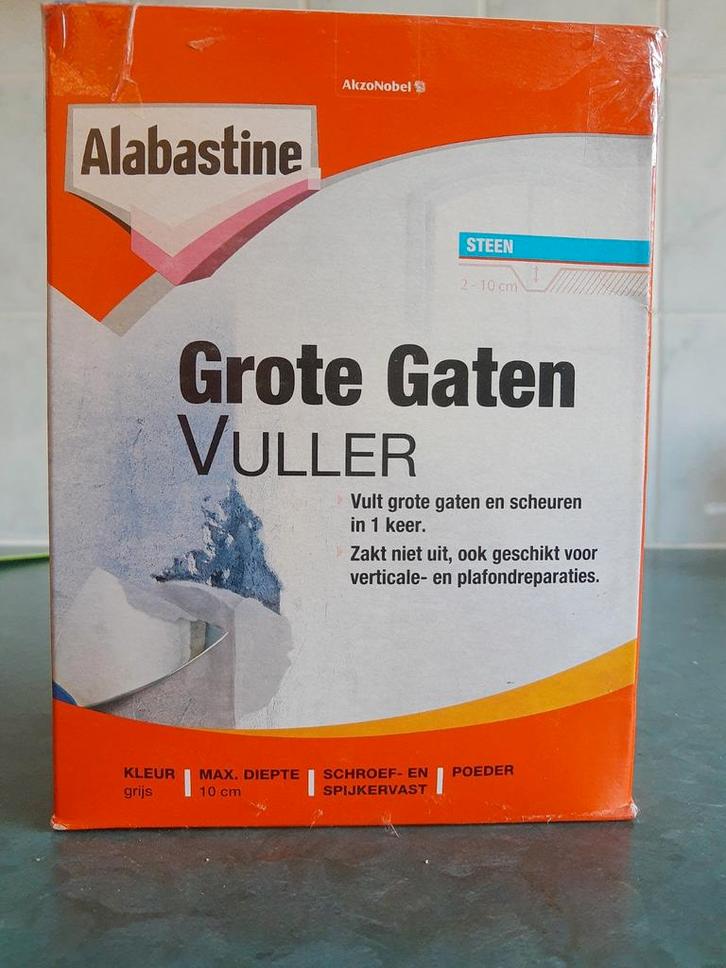 AkzoNobel
Alabastine
STEEN
2 - 10 cm
Grote Gaten
VULLER
Vult grote gaten en scheuren
in 1 keer.
Zakt niet uit, ook geschikt voor
verticale- en plafondreparaties.
KLEUR
grijs
MAX. DIEPTE
10 cm
SCHROEF- EN
SPIJKERVAST
POEDER